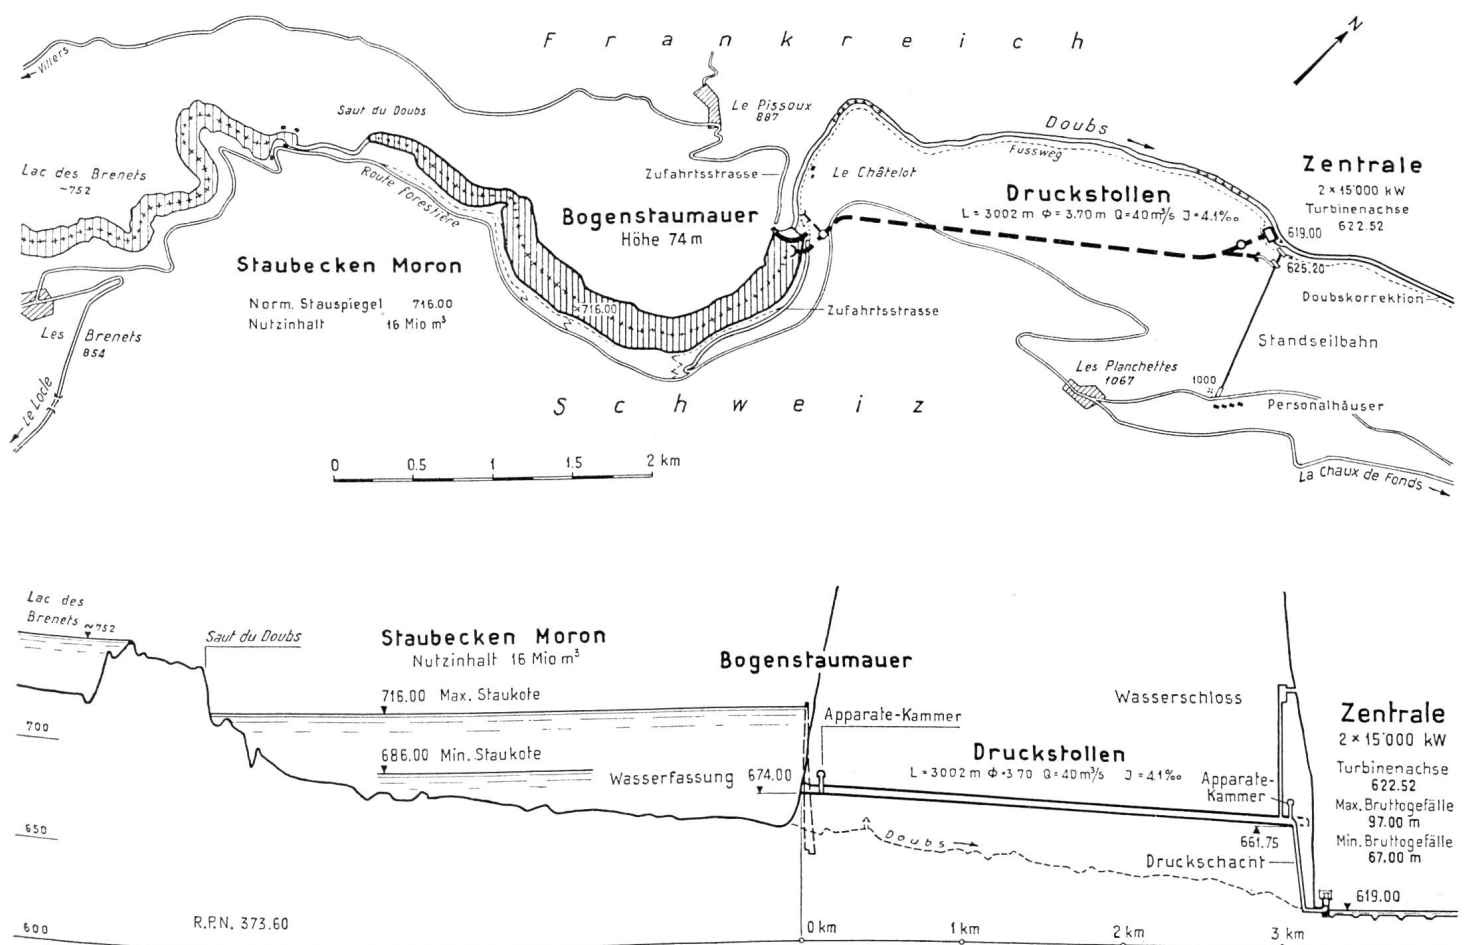 Frankreich
N
Villers
Saut du Doubs
Le Pissoux
887
Doubs
Fussweg
Zentrale
2 × 15'000 kW
Turbinenachse
622.52
Lac des Brenets
~752
Route forestière
Zufahrtsstrasse
Le Châtelot
Druckstollen
L = 3002 m Φ = 3.70 m Q = 40 m³/s J = 4.1‰
Bogenstaumauer
Höhe 74 m
619.00
625.20
Staubecken Moron
Norm. Stauspiegel 716.00
Nutzinhalt 16 Mio m³
716.00
Zufahrtsstrasse
Doubskorrektion
Les Brenets
854
Standseilbahn
Les Planchettes
1067
1000
Le Locle
Schweiz
Personalhäuser
0 0.5 1 1.5 2 km
La Chaux de Fonds
Lac des
Brenets ~752
Saut du Doubs
Staubecken Moron
Nutzinhalt 16 Mio m³
Bogenstaumauer
716.00 Max. Staukote
Apparate-Kammer
Wasserschloss
Zentrale
2 × 15'000 kW
700
686.00 Min. Staukote
Wasserfassung 674.00
Druckstollen
L = 3002 m Φ = 3.70 Q = 40 m³/s J = 4.1‰
Apparate-
Kammer
Turbinenachse
622.52
Max. Bruttogefälle
97.00 m
Min. Bruttogefälle
67.00 m
650
Doubs
661.75
Druckschacht
619.00
R.P.N. 373.60
600
0 km 1 km 2 km 3 km